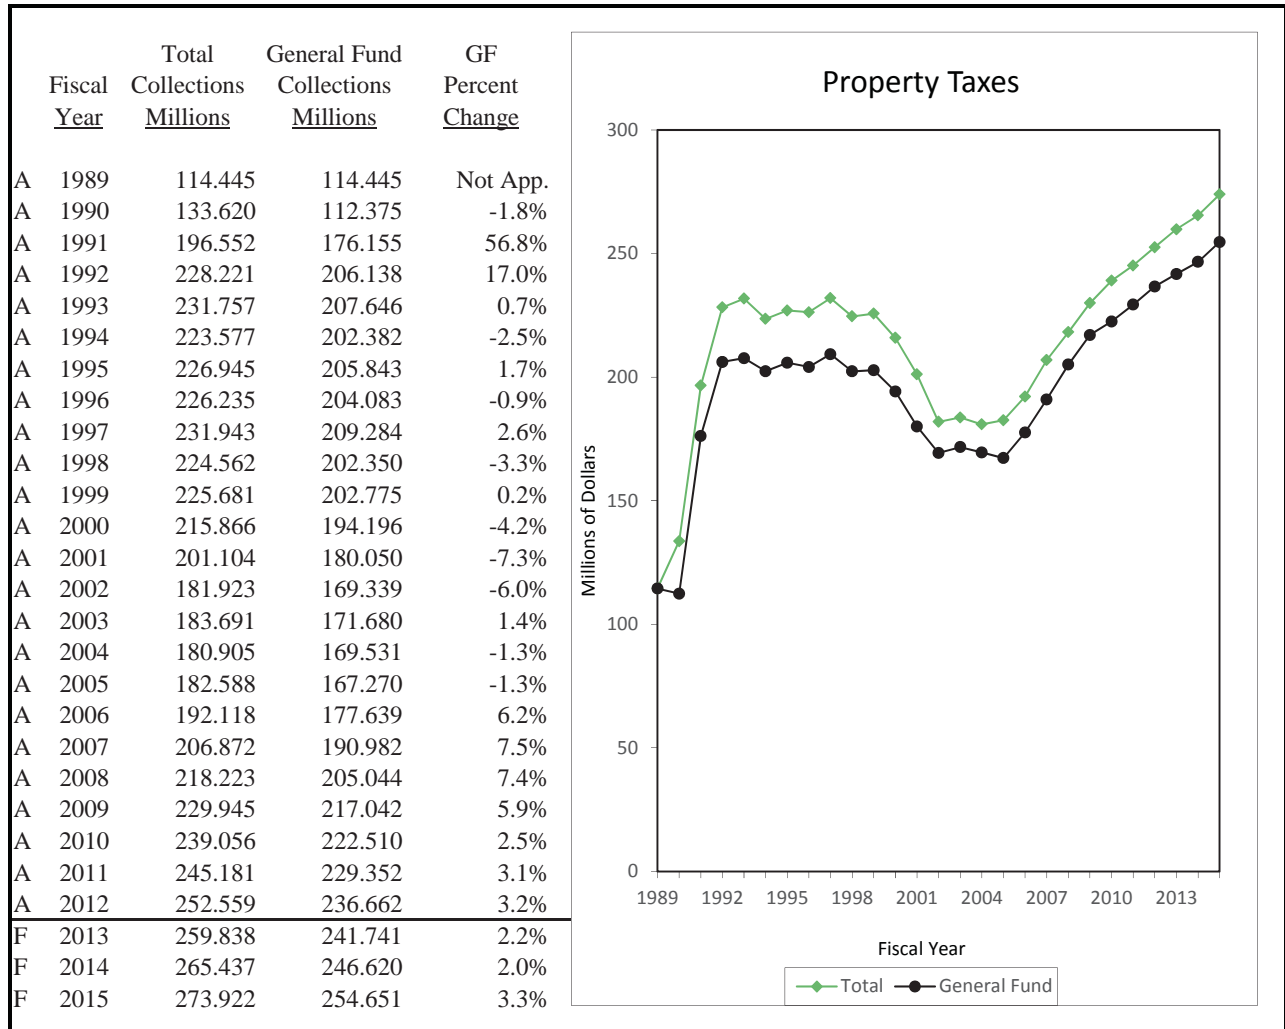 Total General Fund GF
Fiscal Collections Collections Percent
Year Millions Millions Change
A 1989 114.445 114.445 Not App.
A 1990 133.620 112.375 -1.8%
A 1991 196.552 176.155 56.8%
A 1992 228.221 206.138 17.0%
A 1993 231.757 207.646 0.7%
A 1994 223.577 202.382 -2.5%
A 1995 226.945 205.843 1.7%
A 1996 226.235 204.083 -0.9%
A 1997 231.943 209.284 2.6%
A 1998 224.562 202.350 -3.3%
A 1999 225.681 202.775 0.2%
A 2000 215.866 194.196 -4.2%
A 2001 201.104 180.050 -7.3%
A 2002 181.923 169.339 -6.0%
A 2003 183.691 171.680 1.4%
A 2004 180.905 169.531 -1.3%
A 2005 182.588 167.270 -1.3%
A 2006 192.118 177.639 6.2%
A 2007 206.872 190.982 7.5%
A 2008 218.223 205.044 7.4%
A 2009 229.945 217.042 5.9%
A 2010 239.056 222.510 2.5%
A 2011 245.181 229.352 3.1%
A 2012 252.559 236.662 3.2%
F 2013 259.838 241.741 2.2%
F 2014 265.437 246.620 2.0%
F 2015 273.922 254.651 3.3%
Property Taxes
300
250
200
150
100
50
0
Millions of Dollars
1989 1992 1995 1998 2001 2004 2007 2010 2013
Fiscal Year
Total General Fund